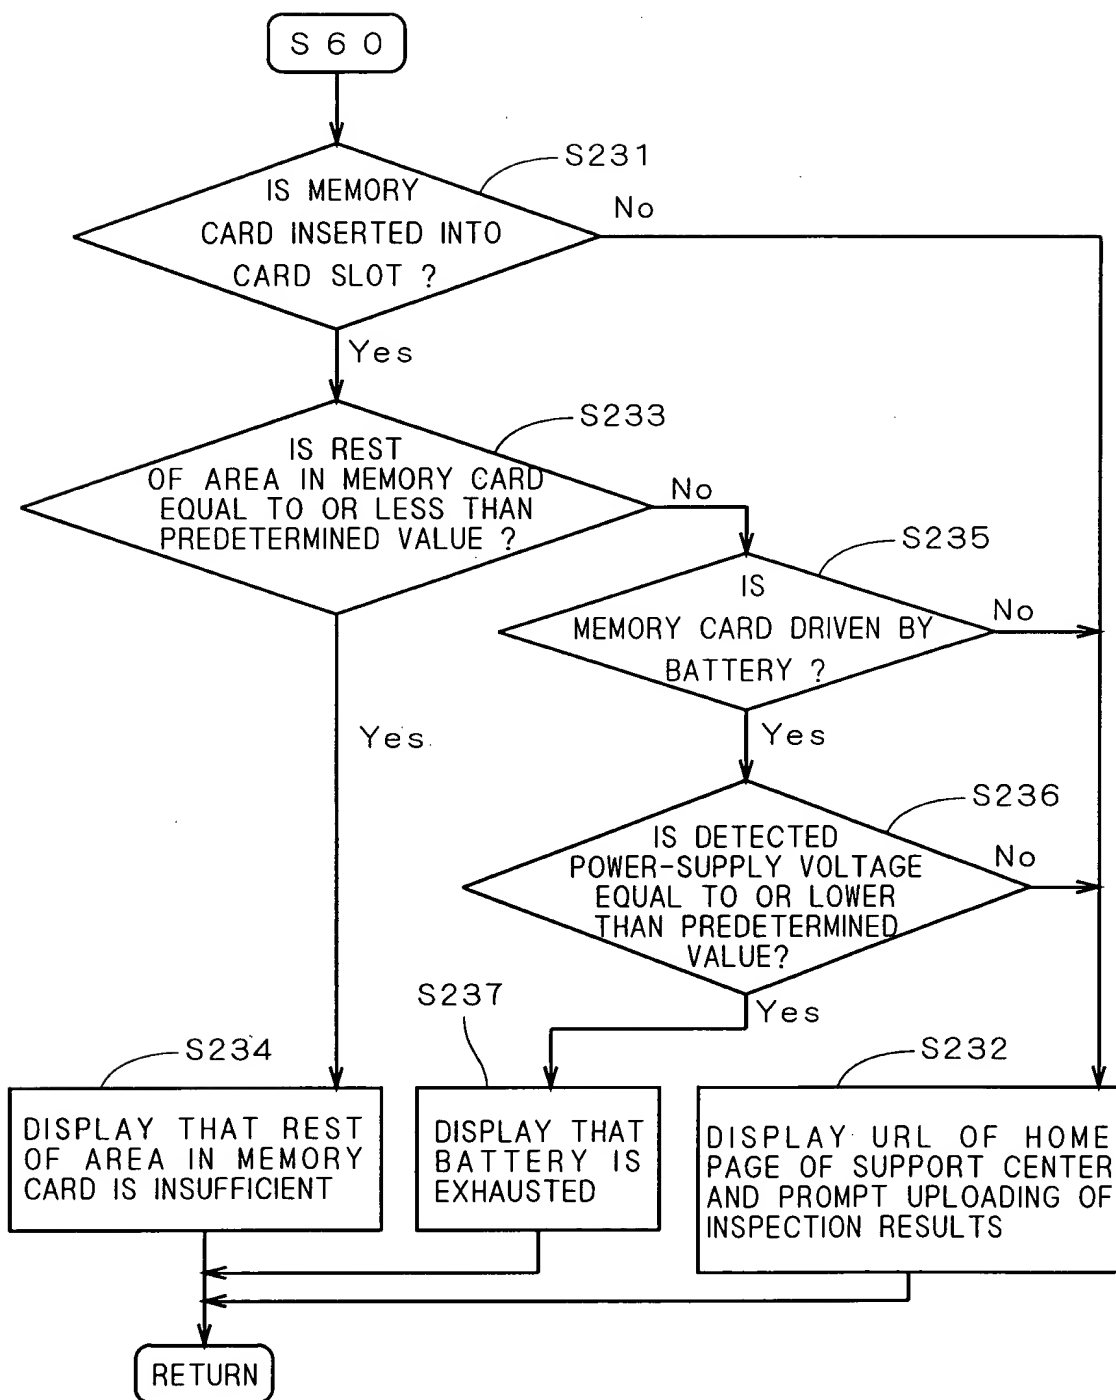 S60
S231
IS MEMORY
CARD INSERTED INTO
CARD SLOT ?
No
Yes
S233
IS REST
OF AREA IN MEMORY CARD
EQUAL TO OR LESS THAN
PREDETERMINED VALUE ?
No
S235
IS
MEMORY CARD DRIVEN BY
BATTERY ?
No
Yes
Yes
S236
IS DETECTED
POWER-SUPPLY VOLTAGE
EQUAL TO OR LOWER
THAN PREDETERMINED
VALUE?
No
Yes
S237
S234
S232
DISPLAY THAT REST
OF AREA IN MEMORY
CARD IS INSUFFICIENT
DISPLAY THAT
BATTERY IS
EXHAUSTED
DISPLAY URL OF HOME
PAGE OF SUPPORT CENTER
AND PROMPT UPLOADING OF
INSPECTION RESULTS
RETURN